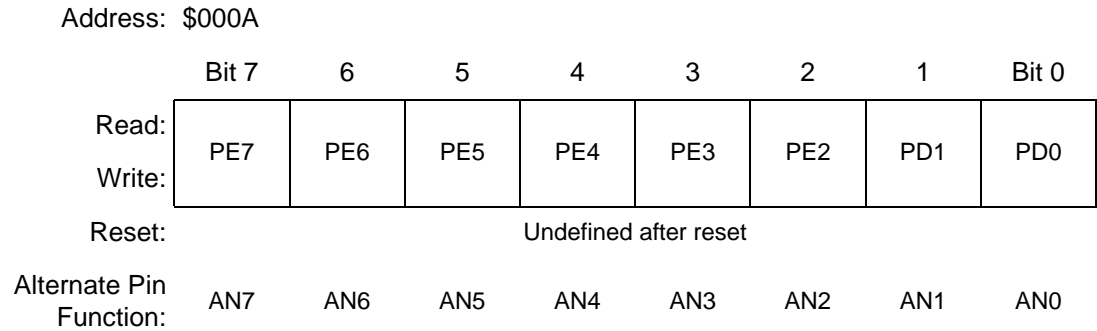 Address: $000A
Bit 7 6 5 4 3 2 1 Bit 0
Read:
PE7 PE6 PE5 PE4 PE3 PE2 PD1 PD0
Write:
Reset: Undefined after reset
Alternate Pin
Function: AN7 AN6 AN5 AN4 AN3 AN2 AN1 AN0